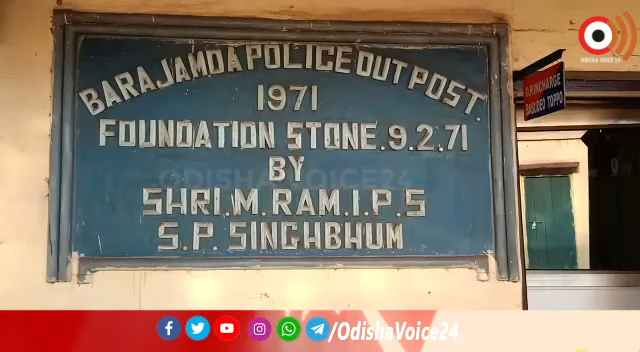 BARAJAMDA POLICE OUT POST.
1971
FOUNDATION STONE.9.2.71
BY
SHRI.M.RAM.I.P.S
S.P. SINGHBHUM
O.P. INCHARGE
BASUDEO TOPPO
ODISHA VOICE 24
ODISHAVOICE24
/OdishaVoice24